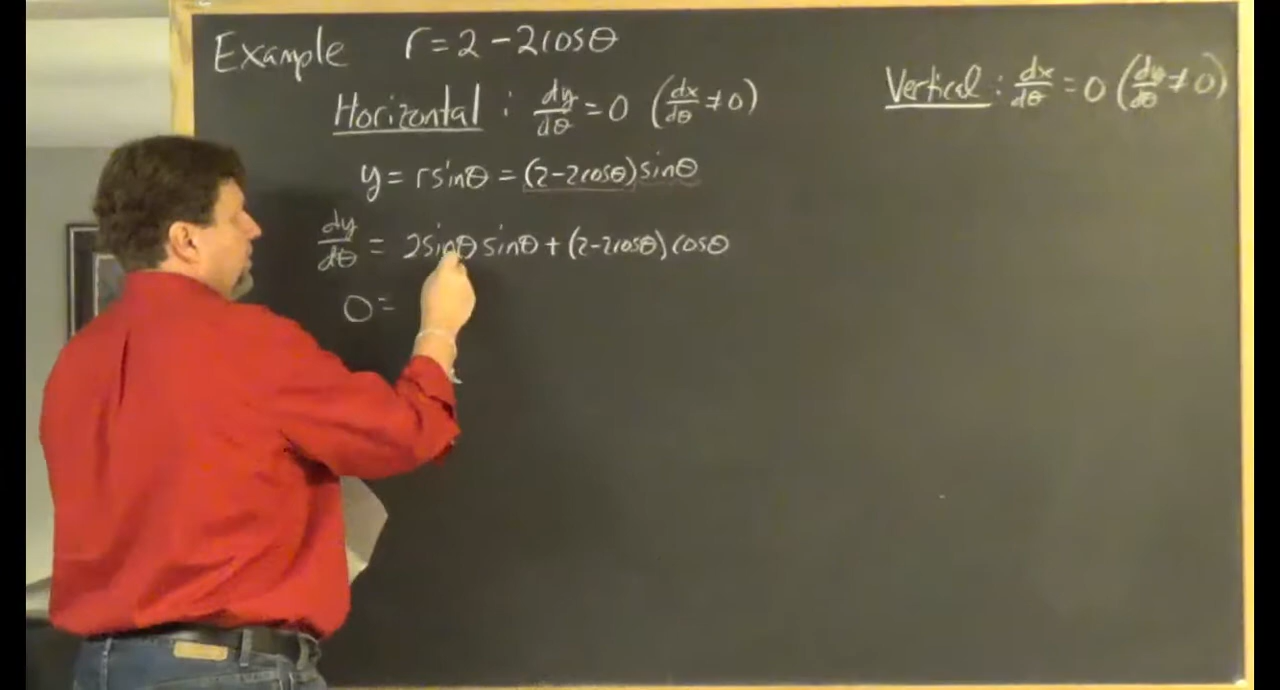 Example r = 2 - 2cosθ
Horizontal : dy/dθ = 0 (dx/dθ ≠ 0)
Vertical : dx/dθ = 0 (dy/dθ ≠ 0)
y = rsinθ = (2-2cosθ)sinθ
dy/dθ = 2sinθ sinθ + (2-2cosθ) cosθ
0 =